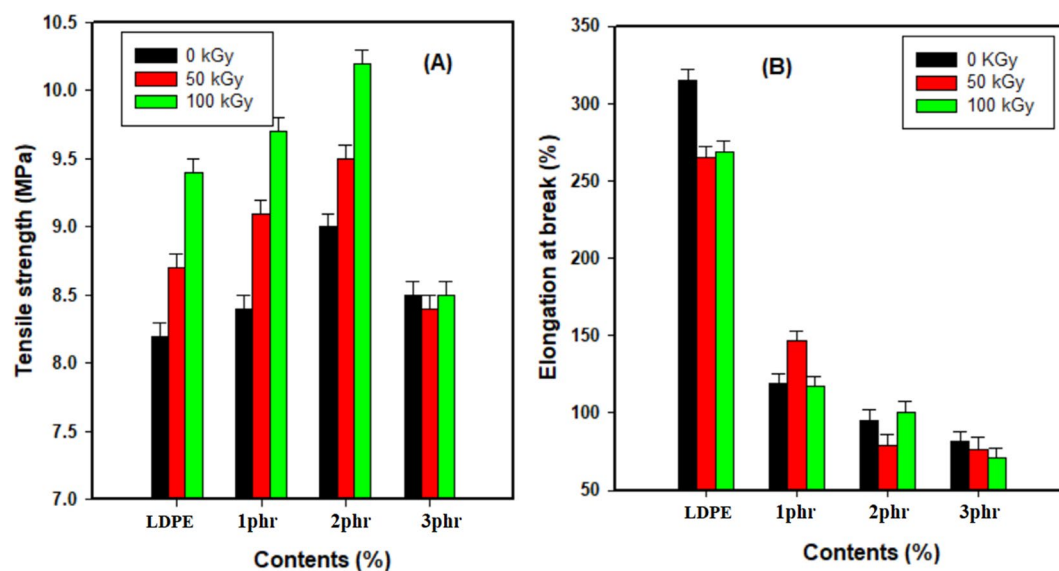 (A)
0 kGy
50 kGy
100 kGy
Tensile strength (MPa)
10.5
10.0
9.5
9.0
8.5
8.0
7.5
7.0
LDPE 1phr 2phr 3phr
Contents (%)
(B)
0 KGy
50 kGy
100 kGy
Elongation at break (%)
350
300
250
200
150
100
50
LDPE 1phr 2phr 3phr
Contents (%)